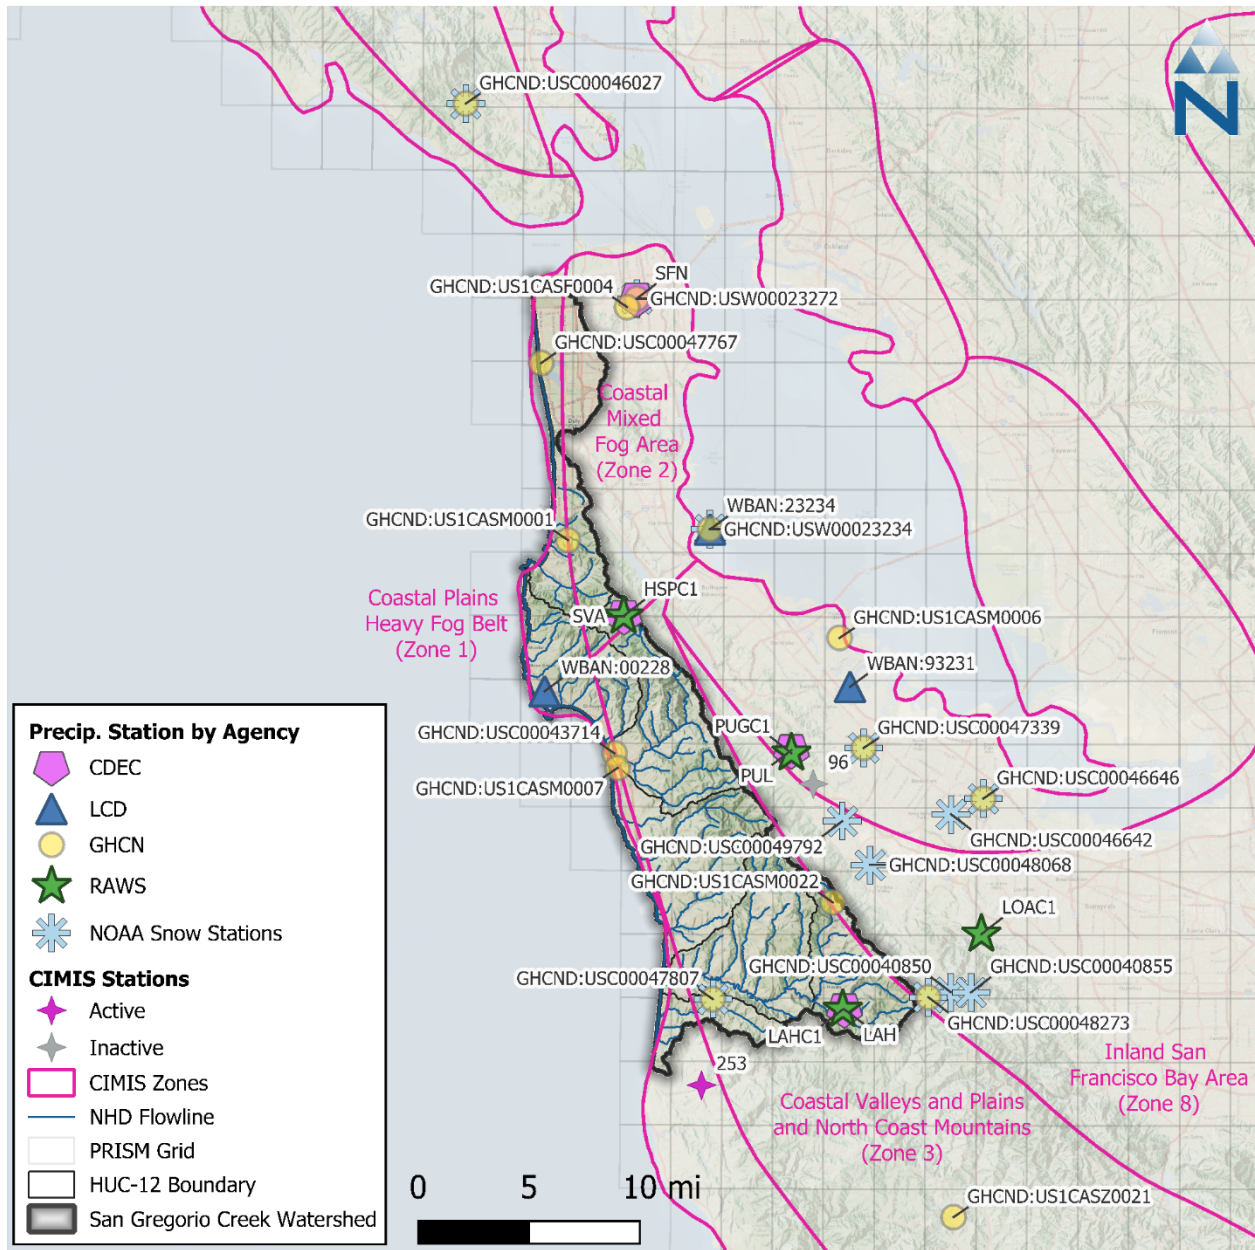 GHCND:USC00046027
N
SFN
GHCND:US1CASF0004
GHCND:USW00023272
GHCND:USC00047767
Coastal
Mixed
Fog Area
(Zone 2)
WBAN:23234
GHCND:USW00023234
GHCND:US1CASM0001
HSPC1
SVA
Coastal Plains
Heavy Fog Belt
(Zone 1)
GHCND:US1CASM0006
WBAN:00228
WBAN:93231
GHCND:USC00043714
PUGC1
GHCND:USC00047339
PUL
96
GHCND:US1CASM0007
GHCND:USC00046646
GHCND:USC00049792
GHCND:USC00046642
GHCND:USC00048068
GHCND:US1CASM0022
LOAC1
GHCND:USC00047807
GHCND:USC00040850
GHCND:USC00040855
GHCND:USC00048273
LAHC1
LAH
253
Inland San
Francisco Bay Area
(Zone 8)
Coastal Valleys and Plains
and North Coast Mountains
(Zone 3)
GHCND:US1CASZ0021
0 5 10 mi
Precip. Station by Agency
CDEC
LCD
GHCN
RAWS
NOAA Snow Stations
CIMIS Stations
Active
Inactive
CIMIS Zones
NHD Flowline
PRISM Grid
HUC-12 Boundary
San Gregorio Creek Watershed